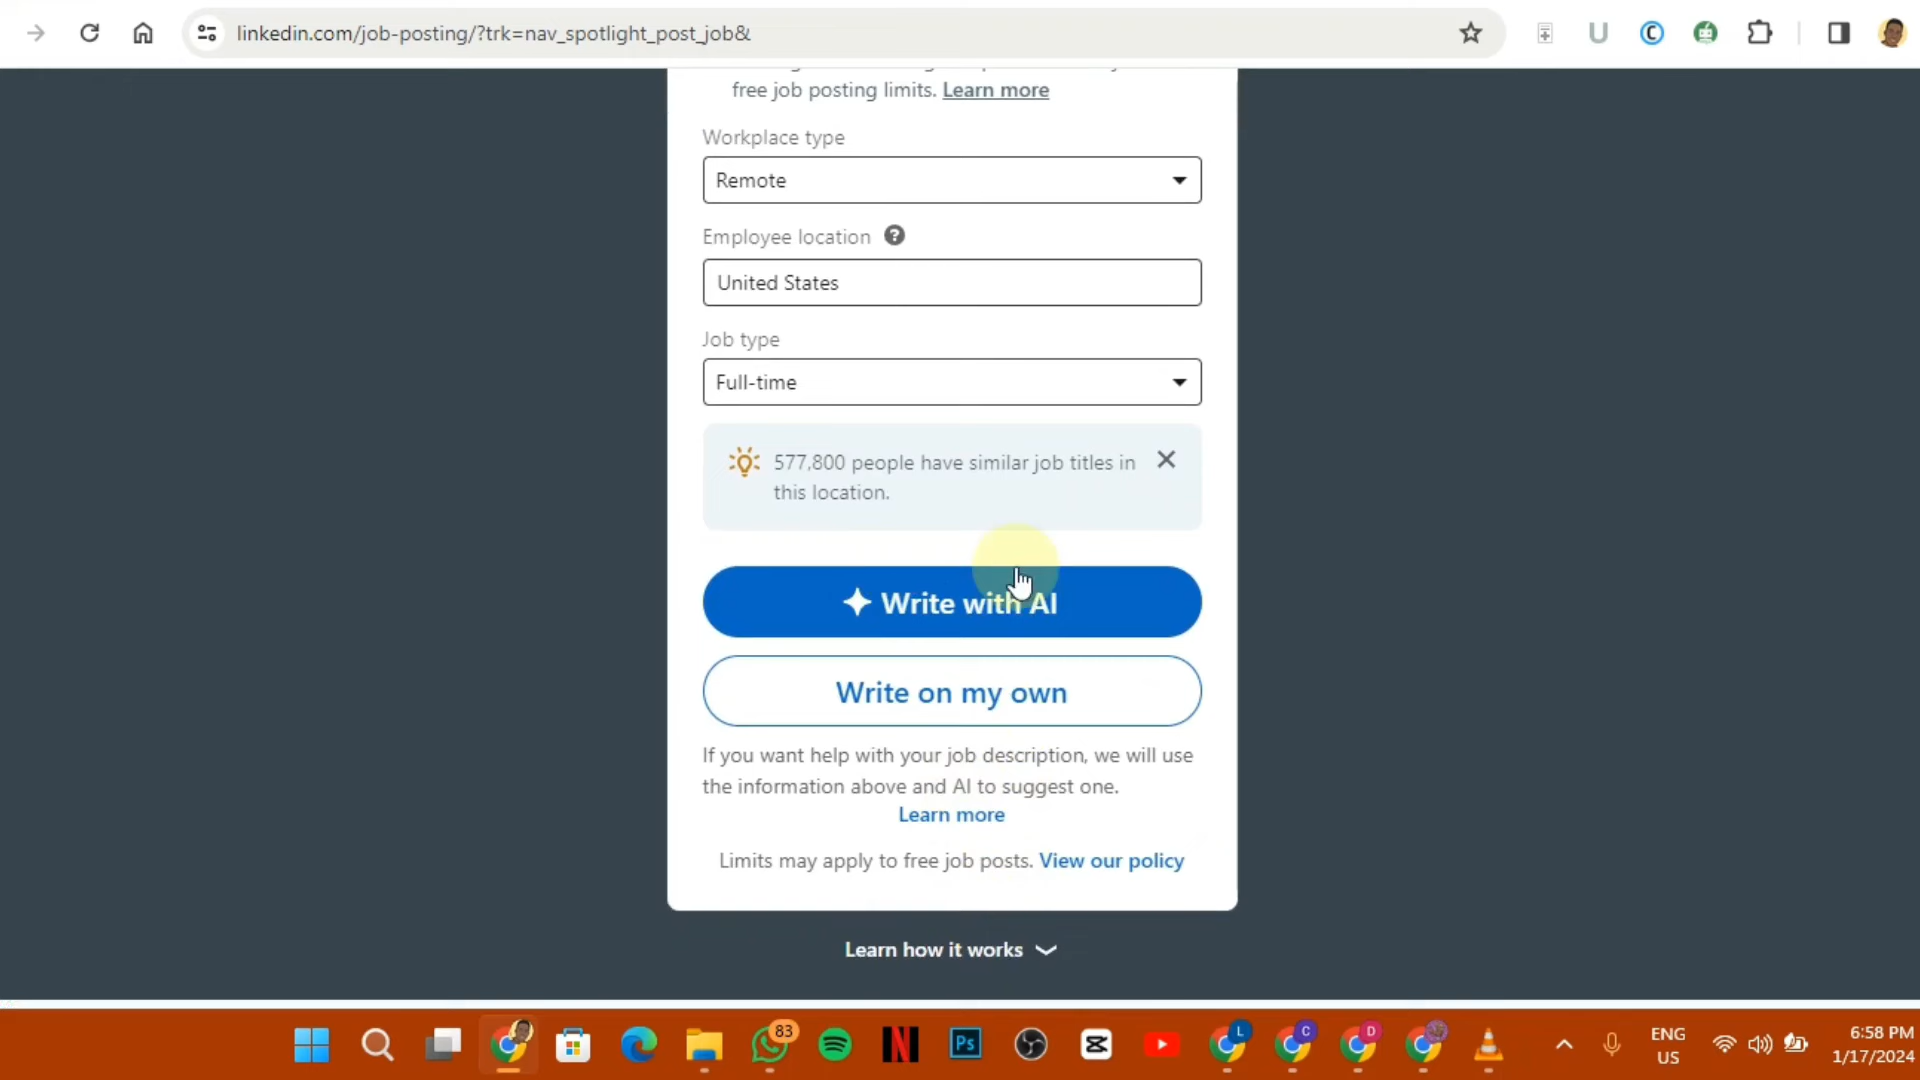 linkedin.com/job-posting/?trk=nav_spotlight_post_job&
free job posting limits. Learn more
Workplace type
Remote
Employee location
United States
Job type
Full-time
577,800 people have similar job titles in
this location.
Write with AI
Write on my own
If you want help with your job description, we will use
the information above and AI to suggest one.
Learn more
Limits may apply to free job posts. View our policy
Learn how it works
83
Ps
L
C
D
ENG
US
6:58 PM
1/17/2024